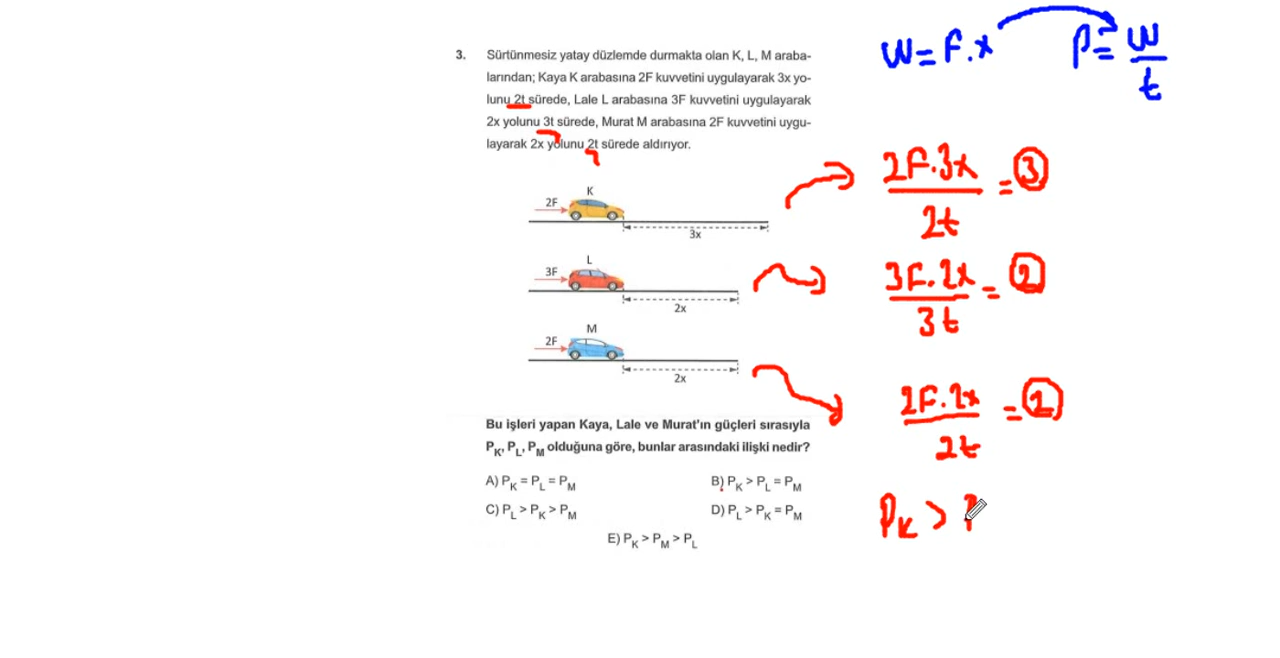 3. Sürtünmesiz yatay düzlemde durmakta olan K, L, M araba-
larından; Kaya K arabasına 2F kuvvetini uygulayarak 3x yo-
lunu 2t sürede, Lale L arabasına 3F kuvvetini uygulayarak
2x yolunu 3t sürede, Murat M arabasına 2F kuvvetini uygu-
layarak 2x yolunu 2t sürede aldırıyor.
K
2F
3x
L
3F
2x
M
2F
2x
Bu işleri yapan Kaya, Lale ve Murat'ın güçleri sırasıyla
PK, PL, PM olduğuna göre, bunlar arasındaki ilişki nedir?
A) PK = PL = PM
B) PK > PL = PM
C) PL > PK > PM
D) PL > PK = PM
E) PK > PM > PL
W = F.x
P = W
t
2F.3x = 3
2t
3F.2x = 2
3t
2F.2x = 2
2t
PK > P